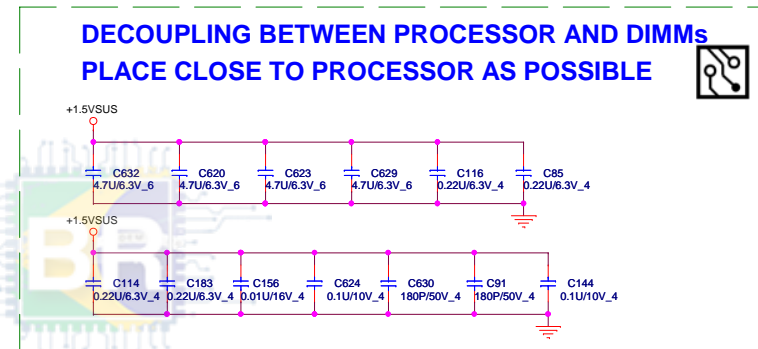 DECOUPLING BETWEEN PROCESSOR AND DIMMs
PLACE CLOSE TO PROCESSOR AS POSSIBLE
+1.5VSUS
C632 C620 C623 C629 C116 C85
4.7U/6.3V_6 4.7U/6.3V_6 4.7U/6.3V_6 4.7U/6.3V_6 0.22U/6.3V_4 0.22U/6.3V_4
+1.5VSUS
C114 C183 C156 C624 C630 C91 C144
0.22U/6.3V_4 0.22U/6.3V_4 0.01U/16V_4 0.1U/10V_4 180P/50V_4 180P/50V_4 0.1U/10V_4
BR